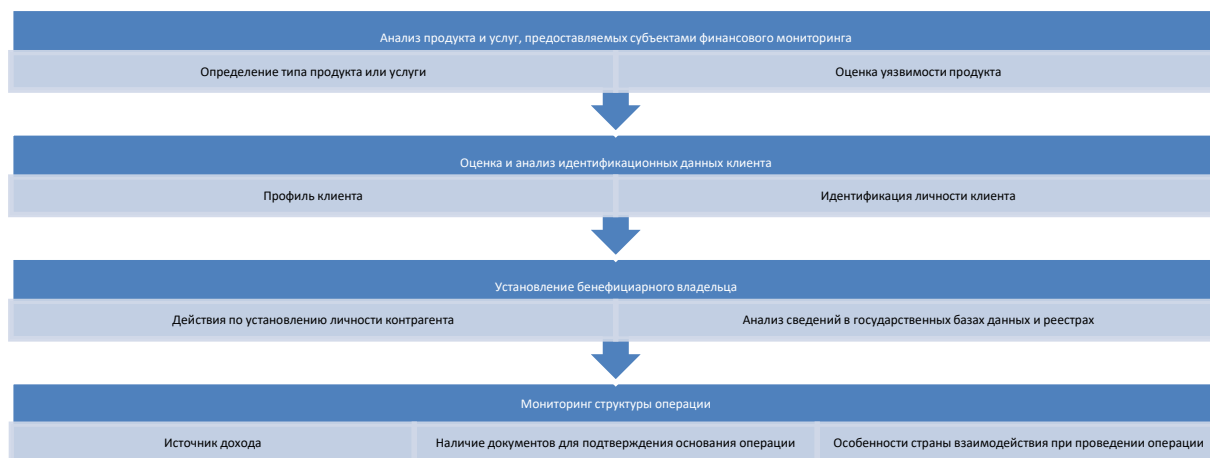 Анализ продукта и услуг, предоставляемых субъектами финансового мониторинга
Определение типа продукта или услуги
Оценка уязвимости продукта
Оценка и анализ идентификационных данных клиента
Профиль клиента
Идентификация личности клиента
Установление бенефициарного владельца
Действия по установлению личности контрагента
Анализ сведений в государственных базах данных и реестрах
Мониторинг структуры операции
Источник дохода
Наличие документов для подтверждения основания операции
Особенности страны взаимодействия при проведении операции